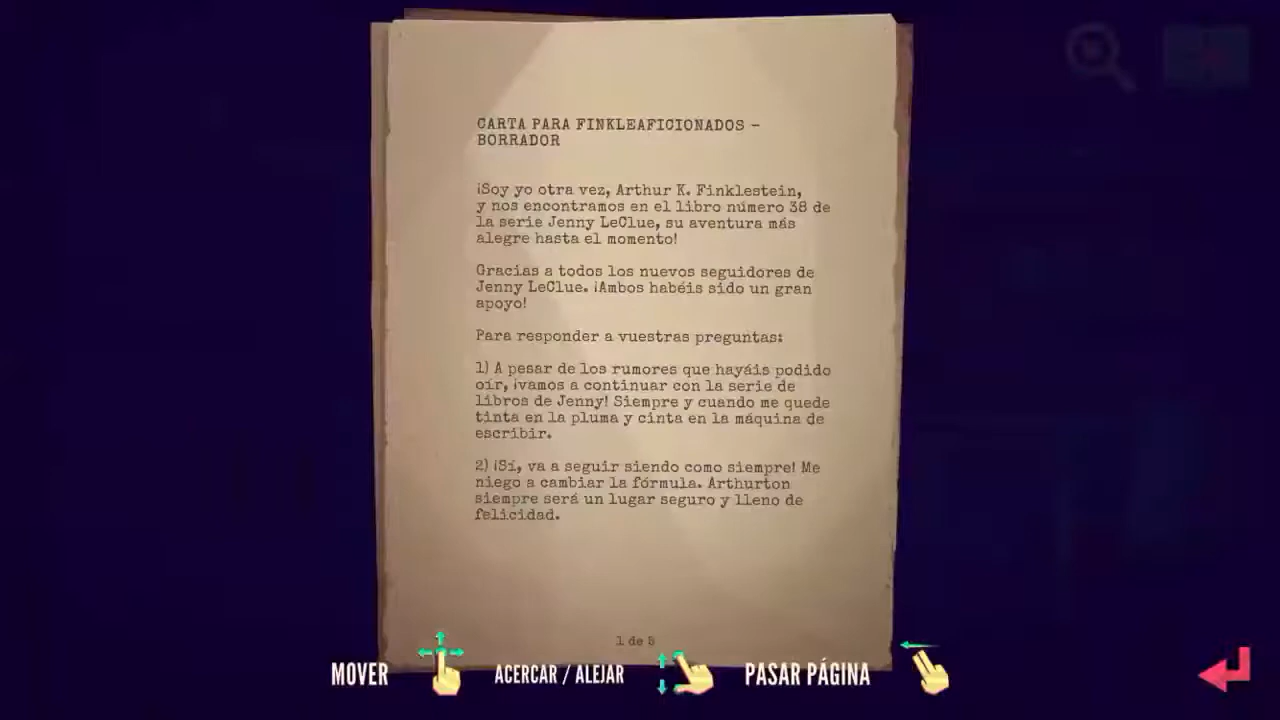 CARTA PARA FINKLEAFICIONADOS -
BORRADOR
¡Soy yo otra vez, Arthur K. Finklestein,
y nos encontramos en el libro número 38 de
la serie Jenny LeClue, su aventura más
alegre hasta el momento!
Gracias a todos los nuevos seguidores de
Jenny LeClue. ¡Ambos habéis sido un gran
apoyo!
Para responder a vuestras preguntas:
1) A pesar de los rumores que hayáis podido
oír, ¡vamos a continuar con la serie de
libros de Jenny! Siempre y cuando me quede
tinta en la pluma y cinta en la máquina de
escribir.
2) ¡Sí, va a seguir siendo como siempre! Me
niego a cambiar la fórmula. Arthurton
siempre será un lugar seguro y lleno de
felicidad.
1 de
MOVER
ACERCAR / ALEJAR
PASAR PÁGINA